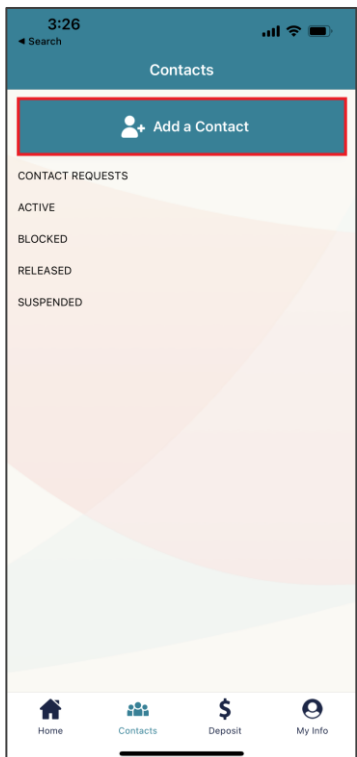 3:26
◀ Search
Contacts
Add a Contact
CONTACT REQUESTS
ACTIVE
BLOCKED
RELEASED
SUSPENDED
Home Contacts Deposit My Info